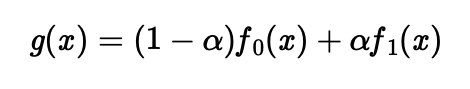 g(x) = (1 − α)f₀(x) + αf₁(x)